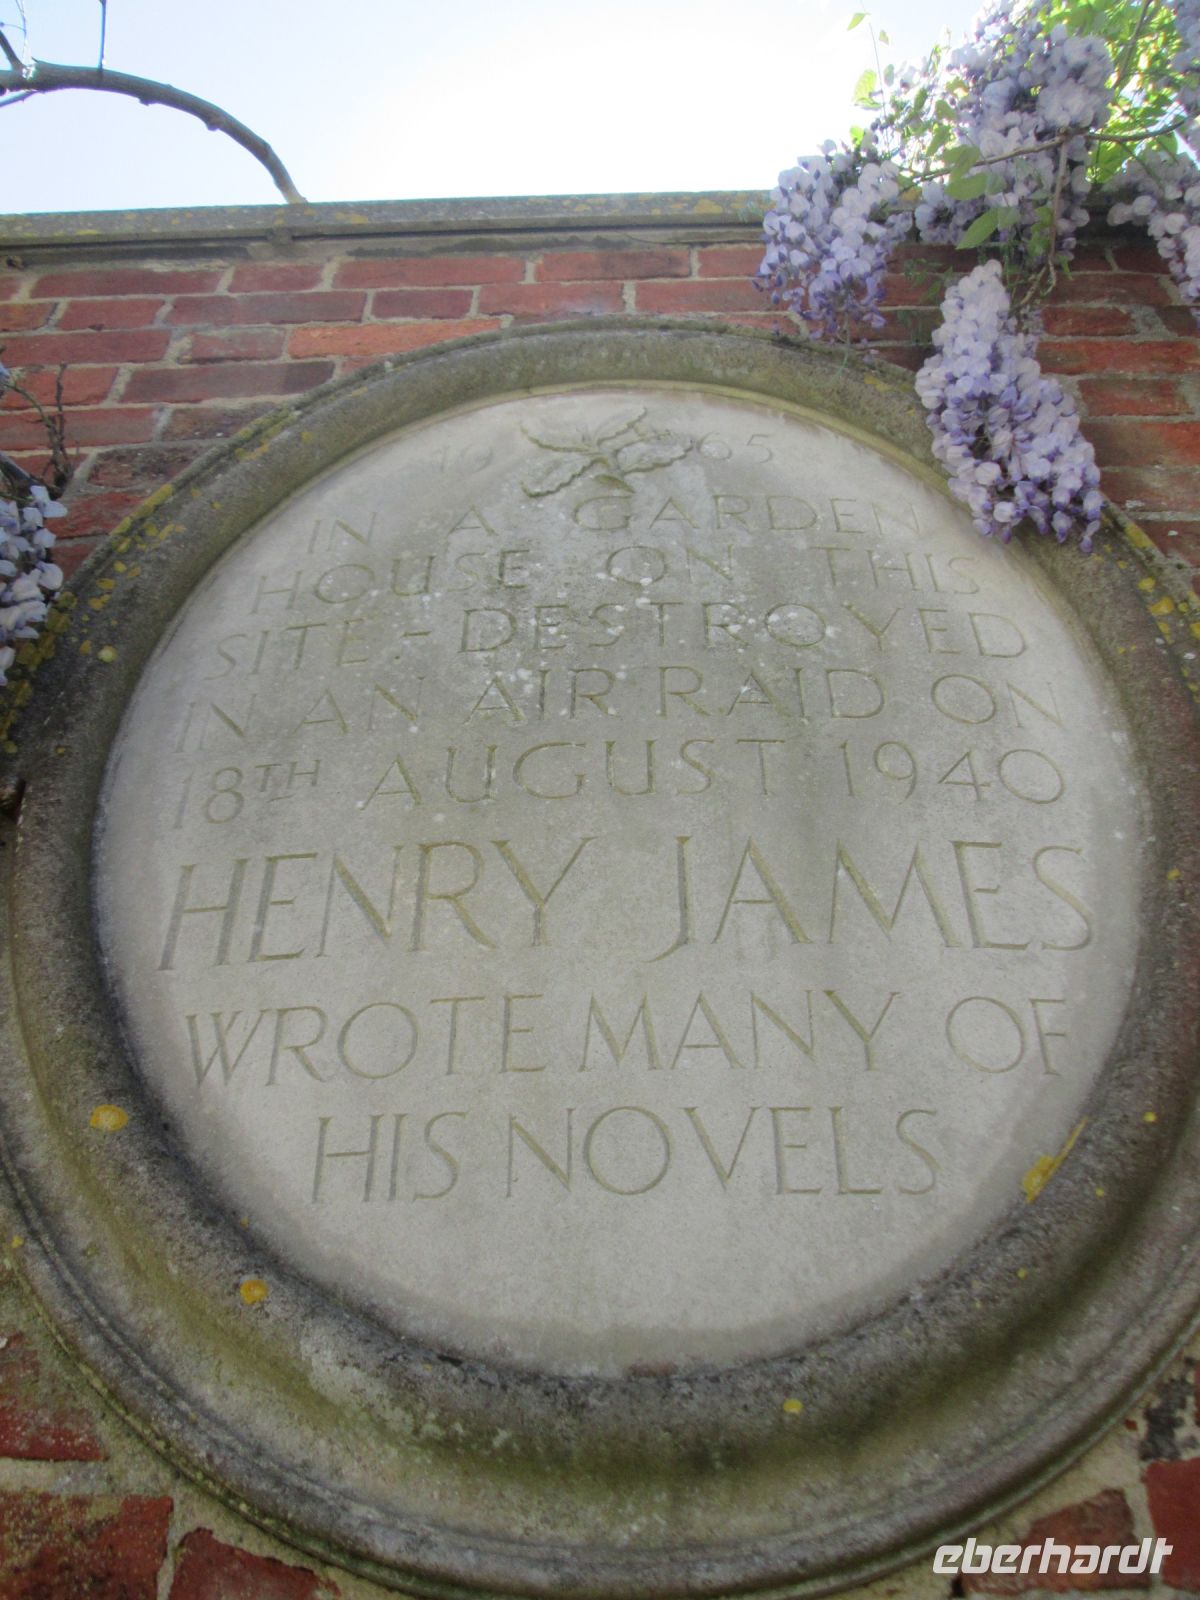 19 65
IN A GARDEN
HOUSE ON THIS
SITE - DESTROYED
IN AN AIR RAID ON
18TH AUGUST 1940
HENRY JAMES
WROTE MANY OF
HIS NOVELS
eberhardt